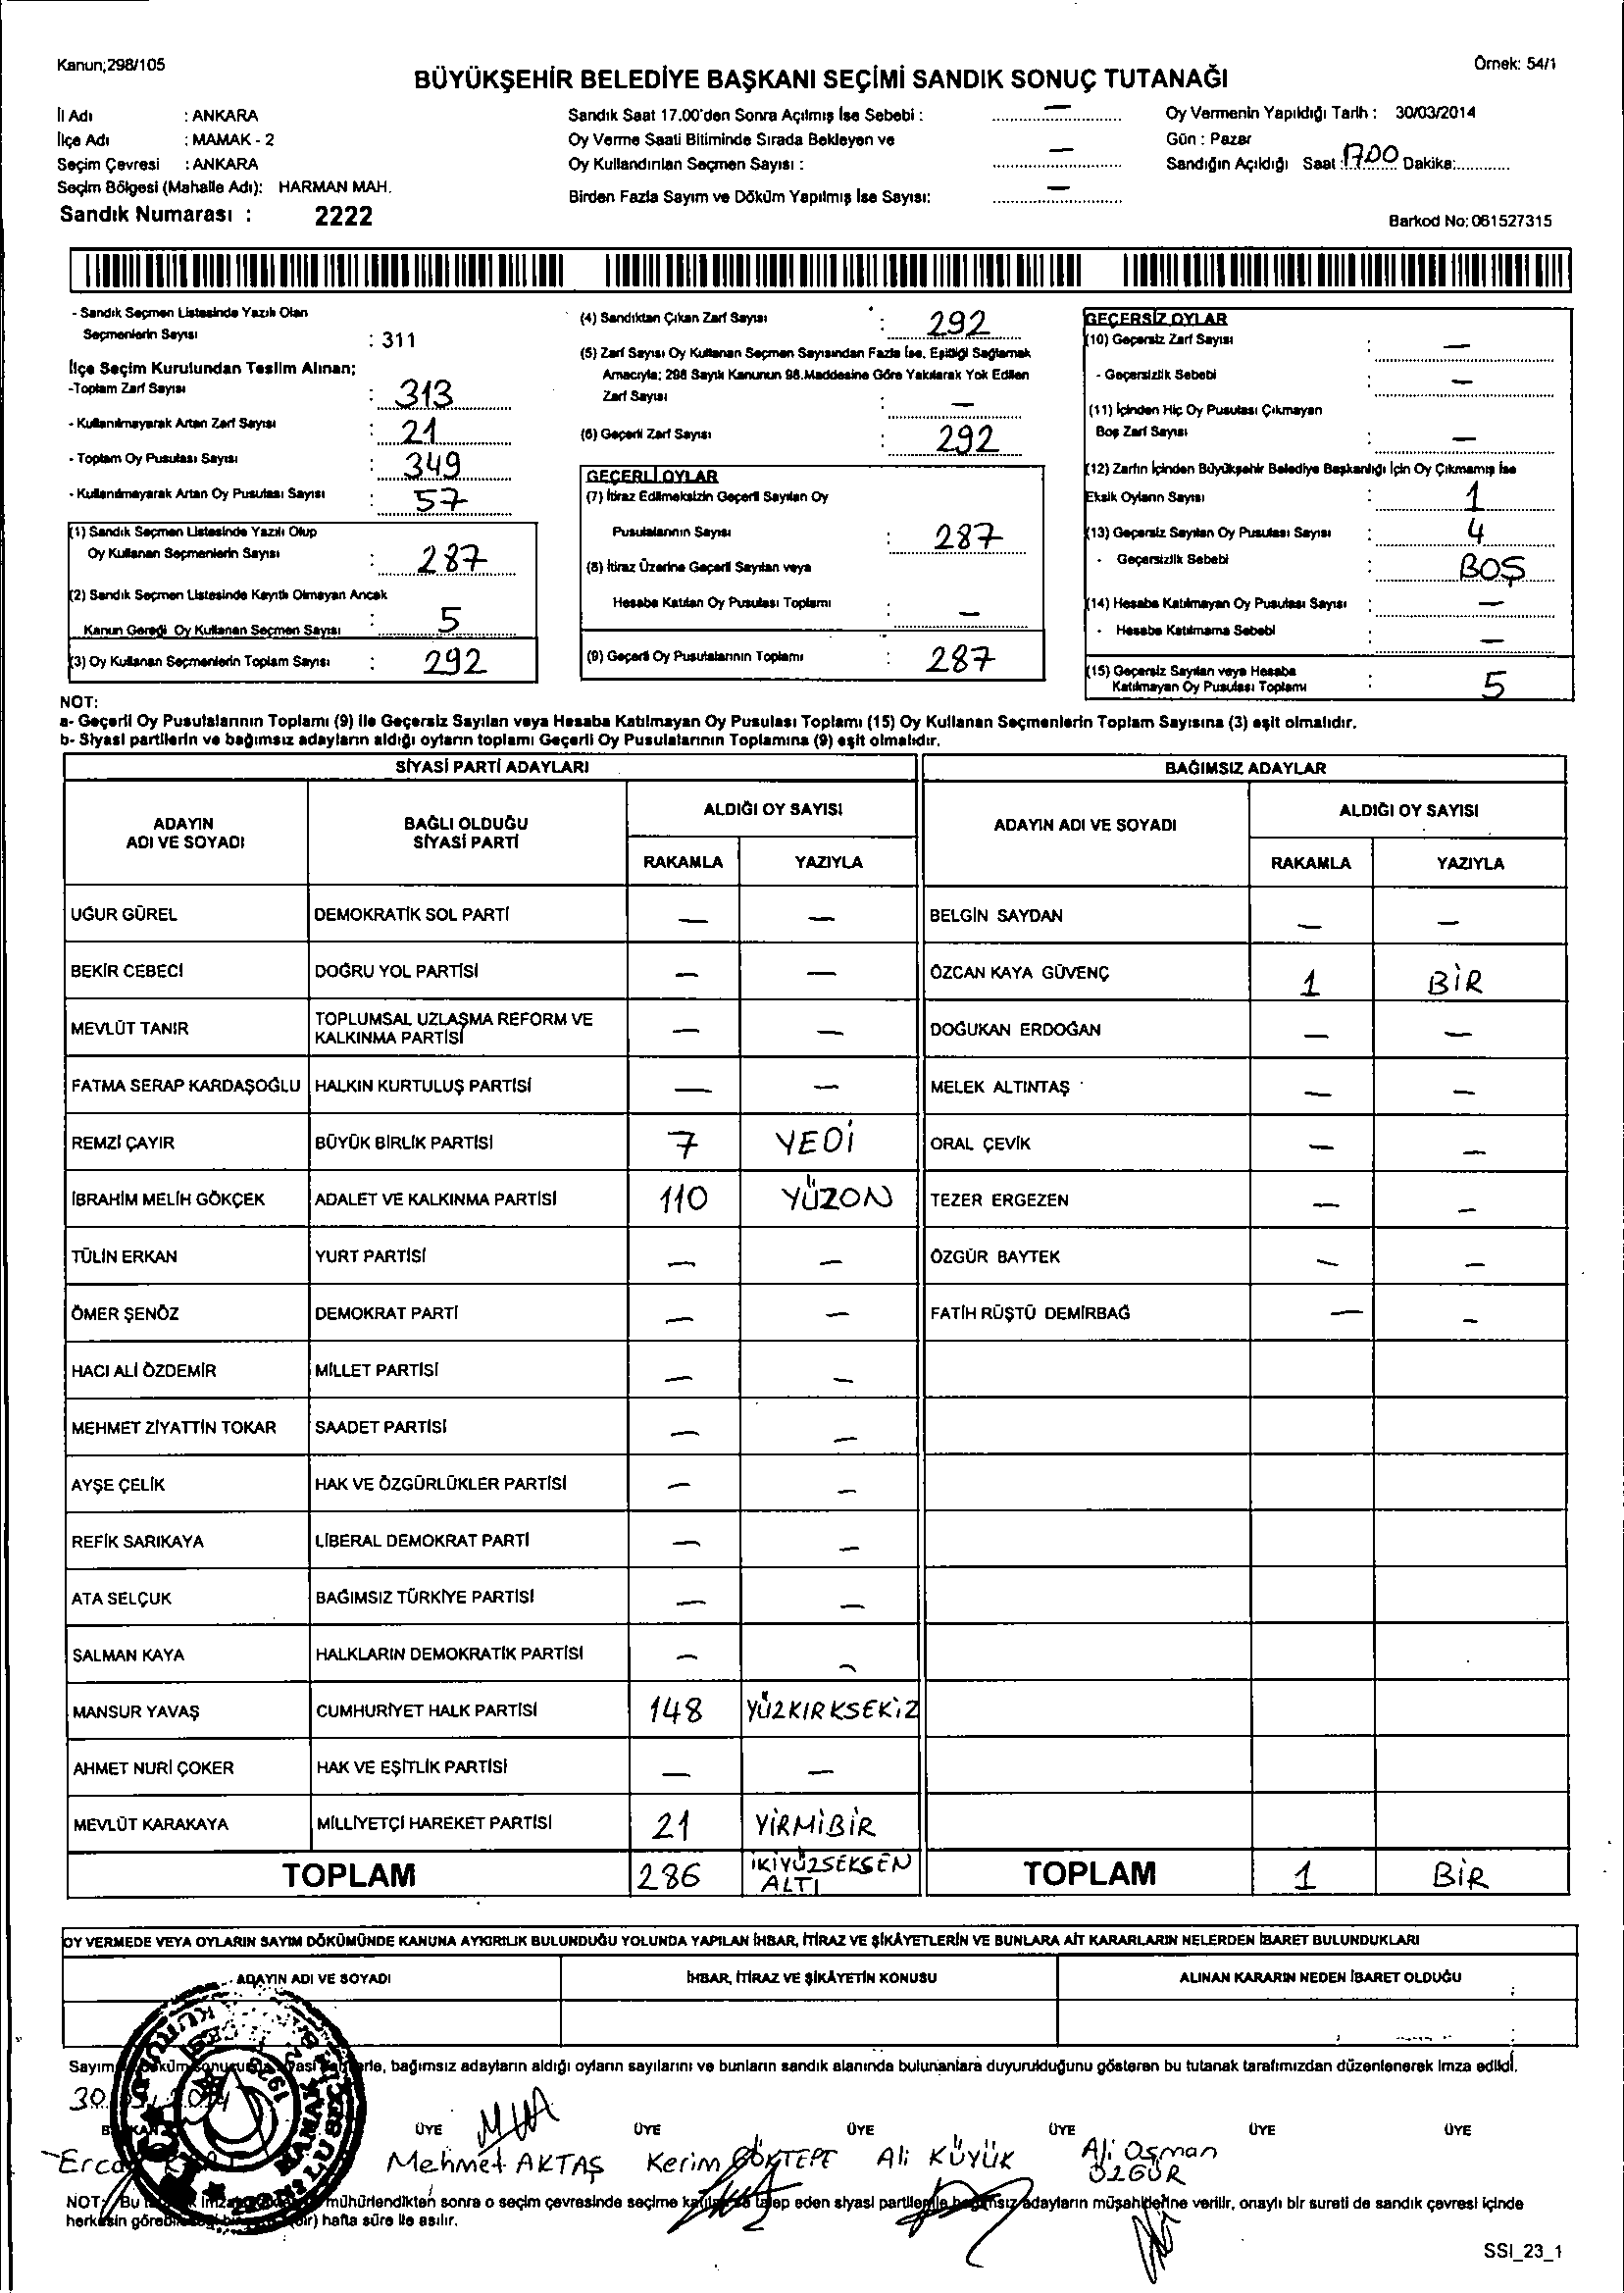 Kanun;298/105
Örnek: 54/1
BÜYÜKŞEHİR BELEDİYE BAŞKANI SEÇİMİ SANDIK SONUÇ TUTANAĞI
İl Adı : ANKARA
İlçe Adı : MAMAK - 2
Seçim Çevresi : ANKARA
Seçim Bölgesi (Mahalle Adı): HARMAN MAH.
Sandık Numarası : 2222
Sandık Saat 17.00'den Sonra Açılmış İse Sebebi : —
Oy Verme Saati Bitiminde Sırada Bekleyen ve
Oy Kullandırılan Seçmen Sayısı : —
Birden Fazla Sayım ve Döküm Yapılmış İse Sayısı: —
Oy Vermenin Yapıldığı Tarih : 30/03/2014
Gün : Pazar
Sandığın Açıldığı Saat : 17.00 Dakika:
Barkod No: 061527315
- Sandık Seçmen Listesinde Yazılı Olan
Seçmenlerin Sayısı : 311
İlçe Seçim Kurulundan Teslim Alınan;
-Toplam Zarf Sayısı : 313
- Kullanılmayarak Artan Zarf Sayısı : 21
- Toplam Oy Pusulası Sayısı : 349
- Kullanılmayarak Artan Oy Pusulası Sayısı : 57
(1) Sandık Seçmen Listesinde Yazılı Olup
Oy Kullanan Seçmenlerin Sayısı : 287
(2) Sandık Seçmen Listesinde Kayıtlı Olmayan Ancak
Kanun Gereği Oy Kullanan Seçmen Sayısı : 5
(3) Oy Kullanan Seçmenlerin Toplam Sayısı : 292
(4) Sandıktan Çıkan Zarf Sayısı : 292
(5) Zarf Sayısı Oy Kullanan Seçmen Sayısından Fazla İse, Eşitliği Sağlamak
Amacıyla; 298 Sayılı Kanunun 98.Maddesine Göre Yakılarak Yok Edilen
Zarf Sayısı : —
(6) Geçerli Zarf Sayısı : 292
GEÇERLİ OYLAR
(7) İtiraz Edilmeksizin Geçerli Sayılan Oy
Pusulalarının Sayısı : 287
(8) İtiraz Üzerine Geçerli Sayılan veya
Hesaba Katılan Oy Pusulası Toplamı : —
(9) Geçerli Oy Pusulalarının Toplamı : 287
GEÇERSİZ OYLAR
(10) Geçersiz Zarf Sayısı : —
- Geçersizlik Sebebi : —
(11) İçinden Hiç Oy Pusulası Çıkmayan
Boş Zarf Sayısı : —
(12) Zarfın İçinden Büyükşehir Belediye Başkanlığı İçin Oy Çıkmamış İse
Eksik Oyların Sayısı : 1
(13) Geçersiz Sayılan Oy Pusulası Sayısı : 4
- Geçersizlik Sebebi : BOŞ
(14) Hesaba Katılmayan Oy Pusulası Sayısı : —
- Hesaba Katılmama Sebebi : —
(15) Geçersiz Sayılan veya Hesaba
Katılmayan Oy Pusulası Toplamı : 5
NOT:
a- Geçerli Oy Pusulalarının Toplamı (9) ile Geçersiz Sayılan veya Hesaba Katılmayan Oy Pusulası Toplamı (15) Oy Kullanan Seçmenlerin Toplam Sayısına (3) eşit olmalıdır.
b- Siyasi partilerin ve bağımsız adayların aldığı oyların toplamı Geçerli Oy Pusulalarının Toplamına (9) eşit olmalıdır.
SİYASİ PARTİ ADAYLARI BAĞIMSIZ ADAYLAR
ADAYIN ADI VE SOYADI BAĞLI OLDUĞU SİYASİ PARTİ ALDIĞI OY SAYISI ADAYIN ADI VE SOYADI ALDIĞI OY SAYISI
RAKAMLA YAZIYLA RAKAMLA YAZIYLA
UĞUR GÜREL DEMOKRATİK SOL PARTİ — — BELGİN SAYDAN — —
BEKİR CEBECİ DOĞRU YOL PARTİSİ — — ÖZCAN KAYA GÜVENÇ 1 BİR
MEVLÜT TANIR TOPLUMSAL UZLAŞMA REFORM VE KALKINMA PARTİSİ — — DOĞUKAN ERDOĞAN — —
FATMA SERAP KARDAŞOĞLU HALKIN KURTULUŞ PARTİSİ — — MELEK ALTINTAŞ — —
REMZİ ÇAYIR BÜYÜK BİRLİK PARTİSİ 7 YEDİ ORAL ÇEVİK — —
İBRAHİM MELİH GÖKÇEK ADALET VE KALKINMA PARTİSİ 110 YÜZON TEZER ERGEZEN — —
TÜLİN ERKAN YURT PARTİSİ — — ÖZGÜR BAYTEK — —
ÖMER ŞENÖZ DEMOKRAT PARTİ — — FATİH RÜŞTÜ DEMİRBAĞ — —
HACI ALİ ÖZDEMİR MİLLET PARTİSİ — —
MEHMET ZİYATTİN TOKAR SAADET PARTİSİ — —
AYŞE ÇELİK HAK VE ÖZGÜRLÜKLER PARTİSİ — —
REFİK SARIKAYA LİBERAL DEMOKRAT PARTİ — —
ATA SELÇUK BAĞIMSIZ TÜRKİYE PARTİSİ — —
SALMAN KAYA HALKLARIN DEMOKRATİK PARTİSİ — —
MANSUR YAVAŞ CUMHURİYET HALK PARTİSİ 148 YÜZKIRKSEKİZ
AHMET NURİ ÇOKER HAK VE EŞİTLİK PARTİSİ — —
MEVLÜT KARAKAYA MİLLİYETÇİ HAREKET PARTİSİ 21 YİRMİBİR
TOPLAM 286 İKİYÜZSEKSEN ALTI TOPLAM 1 BİR
OY VERMEDE VEYA OYLARIN SAYIM DÖKÜMÜNDE KANUNA AYKIRILIK BULUNDUĞU YOLUNDA YAPILAN İHBAR, İTİRAZ VE ŞİKÂYETLERİN VE BUNLARA AİT KARARLARIN NELERDEN İBARET BULUNDUKLARI
ADAYIN ADI VE SOYADI İHBAR, İTİRAZ VE ŞİKÂYETİN KONUSU ALINAN KARARIN NEDEN İBARET OLDUĞU
Sayım bağımsız adayların aldığı oyların sayılarını ve bunların sandık alanında bulunanlara duyurulduğunu gösteren bu tutanak tarafımızdan düzenlenerek imza edildi.
ÜYE ÜYE ÜYE ÜYE ÜYE ÜYE
Mehmet AKTAŞ Kerim GÖKTEPE Ali KÜYÜK Ali Osman ÖZGÜR
NOT: Bu mühürlendikten sonra o seçim çevresinde seçime talep eden siyasi adayların müşahitlerine verilir, onaylı bir sureti de sandık çevresi içinde
hafta süre ile asılır.
SSI_23_1